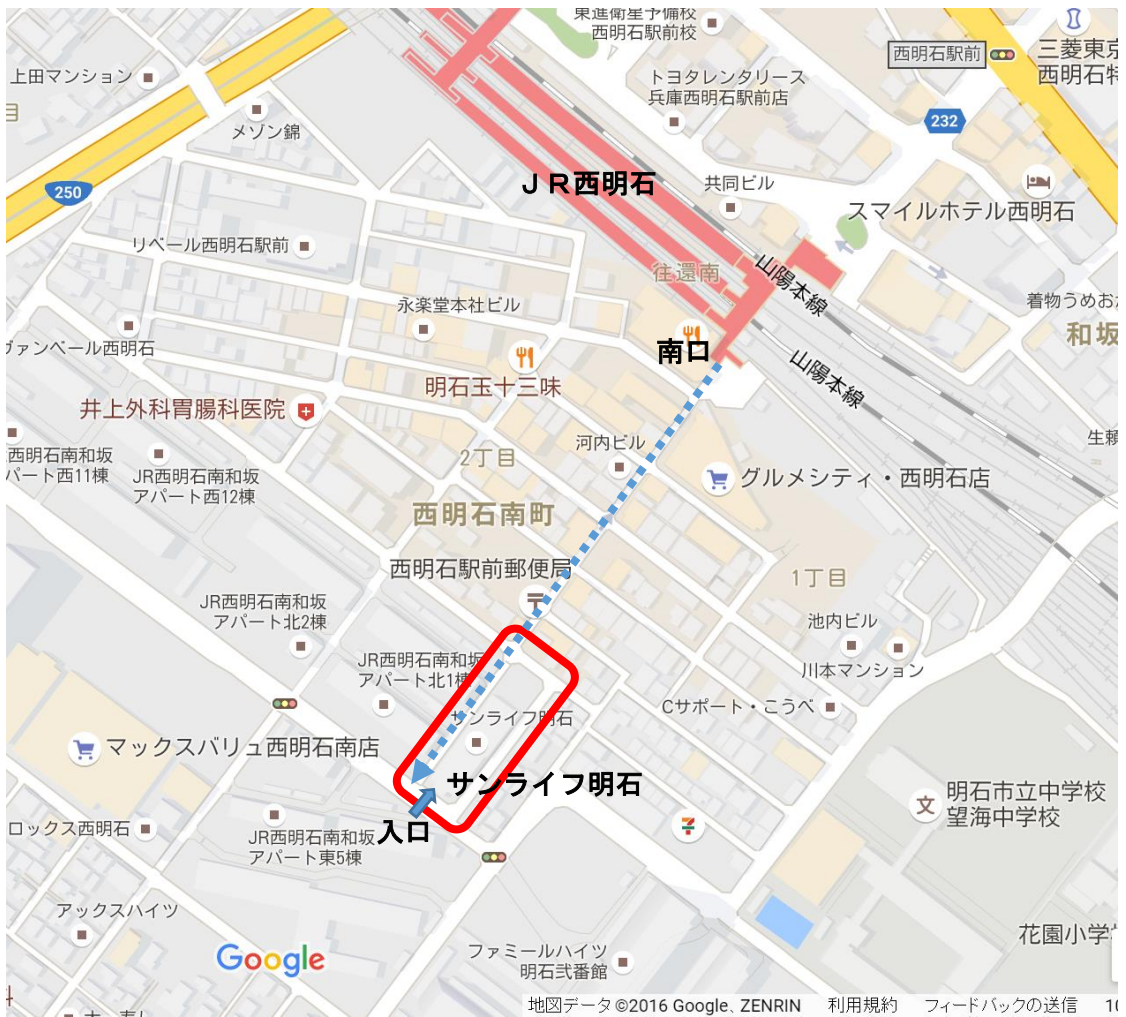 東進衛星予備校
西明石駅前校
西明石駅前
三菱東京
西明石特
上田マンション
トヨタレンタリース
兵庫西明石駅前店
目
メゾン錦
232
250
JR西明石
共同ビル
スマイルホテル西明石
リベール西明石駅前
往還南
山陽本線
永楽堂本社ビル
着物うめおか
和坂
ヴァンベール西明石
南口
山陽本線
明石玉十三味
井上外科胃腸科医院
西明石南和坂
パート西11棟
JR西明石南和坂
アパート西12棟
2丁目
河内ビル
生頼
グルメシティ・西明石店
西明石南町
西明石駅前郵便局
1丁目
JR西明石南和坂
アパート北2棟
池内ビル
JR西明石南和坂
アパート北1棟
川本マンション
Cサポート・こうべ
サンライフ明石
マックスバリュ西明石南店
サンライフ明石
文
明石市立中学校
望海中学校
入口
ロックス西明石
JR西明石南和坂
アパート東5棟
7
アックスハイツ
花園小学
Google
ファミールハイツ
明石弐番館
地図データ©2016 Google、ZENRIN 利用規約 フィードバックの送信 10